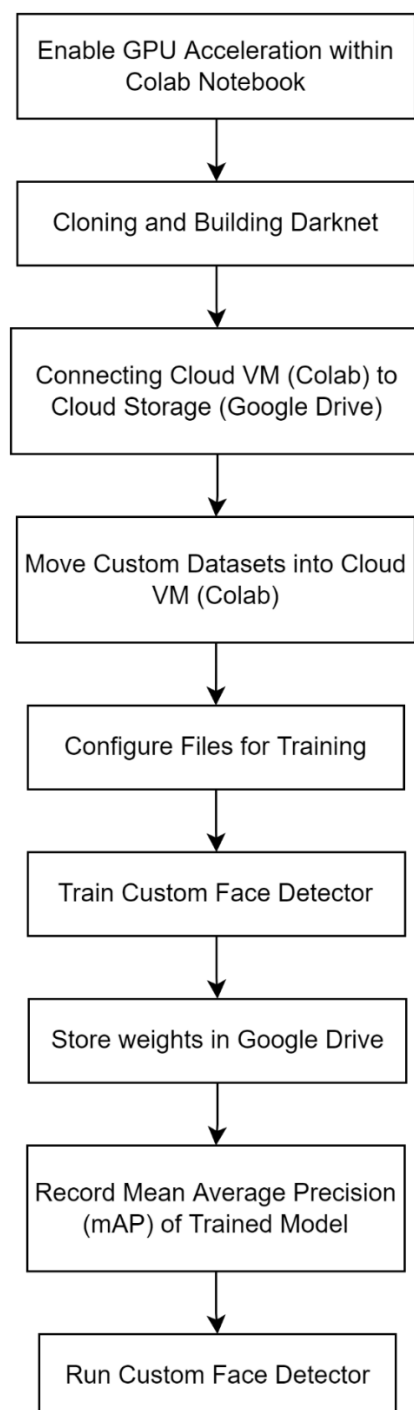 Enable GPU Acceleration within
Colab Notebook
Cloning and Building Darknet
Connecting Cloud VM (Colab) to
Cloud Storage (Google Drive)
Move Custom Datasets into Cloud
VM (Colab)
Configure Files for Training
Train Custom Face Detector
Store weights in Google Drive
Record Mean Average Precision
(mAP) of Trained Model
Run Custom Face Detector